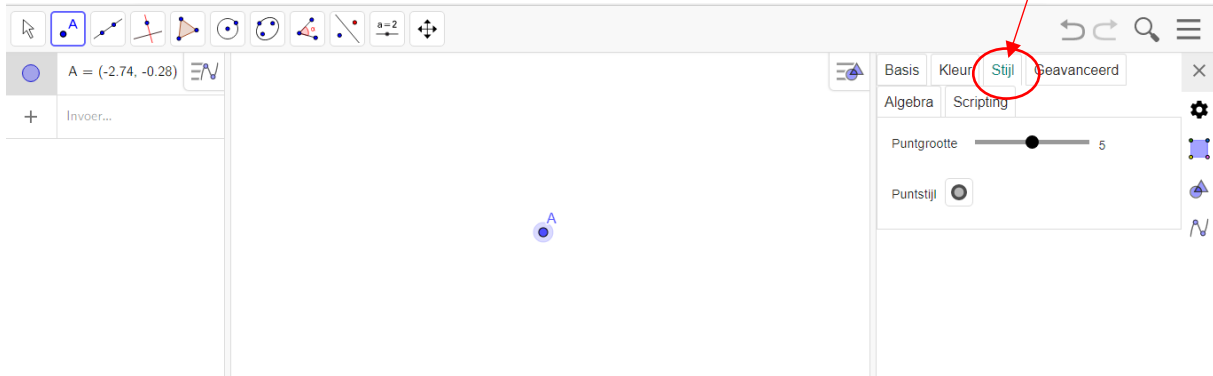 A
a=2
A = (-2.74, -0.28)
Invoer...
A
Basis
Kleur
Stijl
Geavanceerd
Algebra
Scripting
Puntgrootte
5
Puntstijl